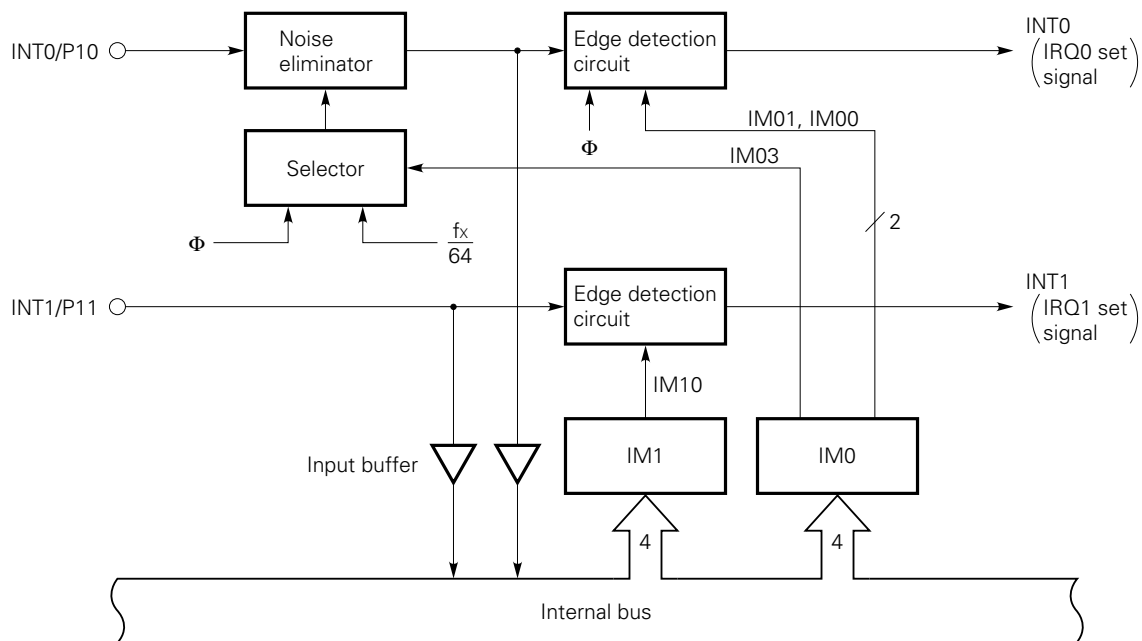 INT0/P10
Noise
eliminator
Edge detection
circuit
INT0
(IRQ0 set
signal)
Φ
IM01, IM00
IM03
Selector
2
Φ
fX
64
INT1/P11
Edge detection
circuit
INT1
(IRQ1 set
signal)
IM10
Input buffer
IM1
IM0
4
4
Internal bus